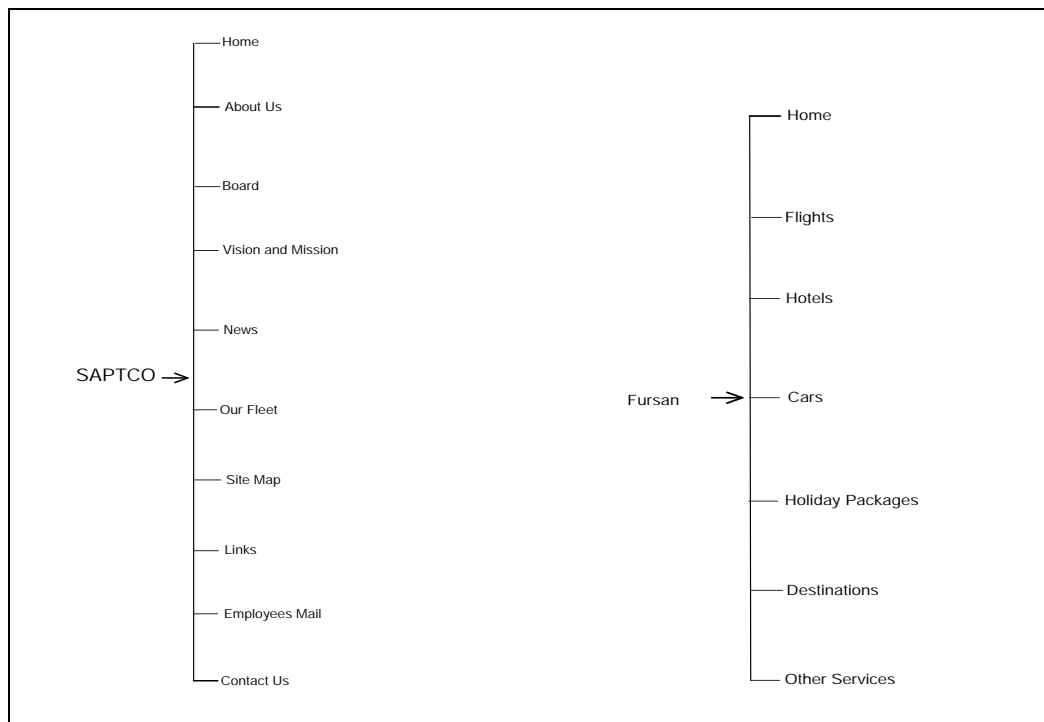 SAPTCO
Home
About Us
Board
Vision and Mission
News
Our Fleet
Site Map
Links
Employees Mail
Contact Us
Fursan
Home
Flights
Hotels
Cars
Holiday Packages
Destinations
Other Services